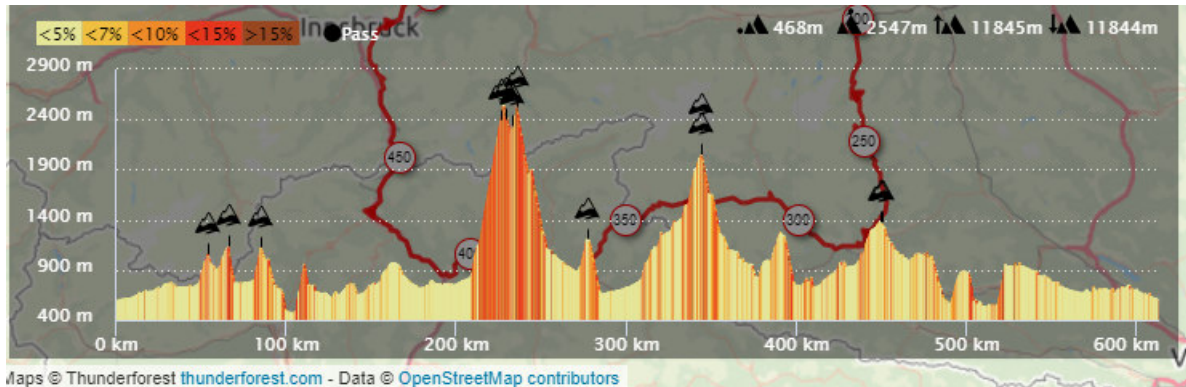 Innsbruck
<5% <7% <10% <15% >15% Pass 468m 2547m 11845m 11844m
2900 m
2400 m
1900 m
1400 m
900 m
400 m
450
250
350
300
0 km 100 km 200 km 300 km 400 km 500 km 600 km
Maps © Thunderforest thunderforest.com - Data © OpenStreetMap contributors